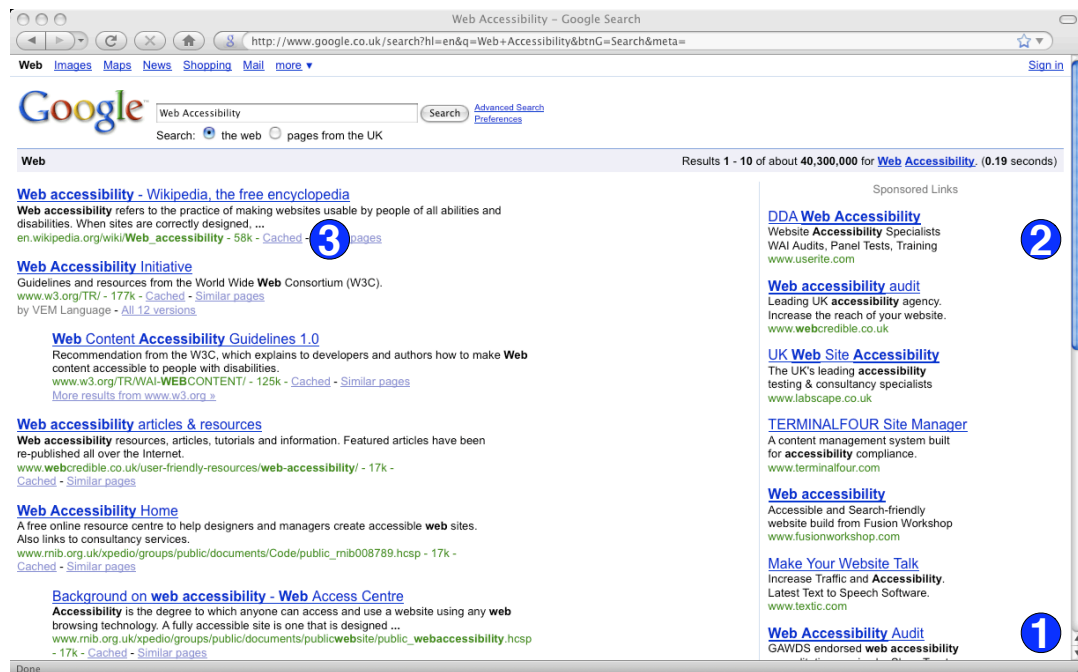 Web Accessibility - Google Search
http://www.google.co.uk/search?hl=en&q=Web+Accessibility&btnG=Search&meta=
Web Images Maps News Shopping Mail more ▼ Sign in
Google
Web Accessibility Search Advanced Search
Preferences
Search: the web pages from the UK
Web Results 1 - 10 of about 40,300,000 for Web Accessibility. (0.19 seconds)
Web accessibility - Wikipedia, the free encyclopedia
Web accessibility refers to the practice of making websites usable by people of all abilities and
disabilities. When sites are correctly designed, ...
en.wikipedia.org/wiki/Web_accessibility - 58k - Cached - pages
3
Web Accessibility Initiative
Guidelines and resources from the World Wide Web Consortium (W3C).
www.w3.org/TR/ - 177k - Cached - Similar pages
by VEM Language - All 12 versions
Web Content Accessibility Guidelines 1.0
Recommendation from the W3C, which explains to developers and authors how to make Web
content accessible to people with disabilities.
www.w3.org/TR/WAI-WEBCONTENT/ - 125k - Cached - Similar pages
More results from www.w3.org »
Web accessibility articles & resources
Web accessibility resources, articles, tutorials and information. Featured articles have been
re-published all over the Internet.
www.webcredible.co.uk/user-friendly-resources/web-accessibility/ - 17k -
Cached - Similar pages
Web Access Home
A free online resource centre to help designers and managers create accessible web sites.
Also links to consultancy services.
www.rnib.org.uk/xpedio/groups/public/documents/Code/public_rnib008789.hcsp - 17k -
Cached - Similar pages
Background on web accessibility - Web Access Centre
Accessibility is the degree to which anyone can access and use a website using any web
browsing technology. A fully accessible site is one that is designed ...
www.rnib.org.uk/xpedio/groups/public/documents/publicwebsite/public_webaccessibility.hcsp
- 17k - Cached - Similar pages
Sponsored Links
DDA Web Accessibility
Website Accessibility Specialists
WAI Audits, Panel Tests, Training
www.userite.com
2
Web accessibility audit
Leading UK accessibility agency.
Increase the reach of your website.
www.webcredible.co.uk
UK Web Site Accessibility
The UK's leading accessibility
testing & consultancy specialists
www.labscape.co.uk
TERMINALFOUR Site Manager
A content management system built
for accessibility compliance.
www.terminalfour.com
Web accessibility
Accessible and Search-friendly
website build from Fusion Workshop
www.fusionworkshop.com
Make Your Website Talk
Increase Traffic and Accessibility.
Latest Text to Speech Software.
www.textic.com
Web Accessibility Audit
GAWDS endorsed web accessibility
1
Done